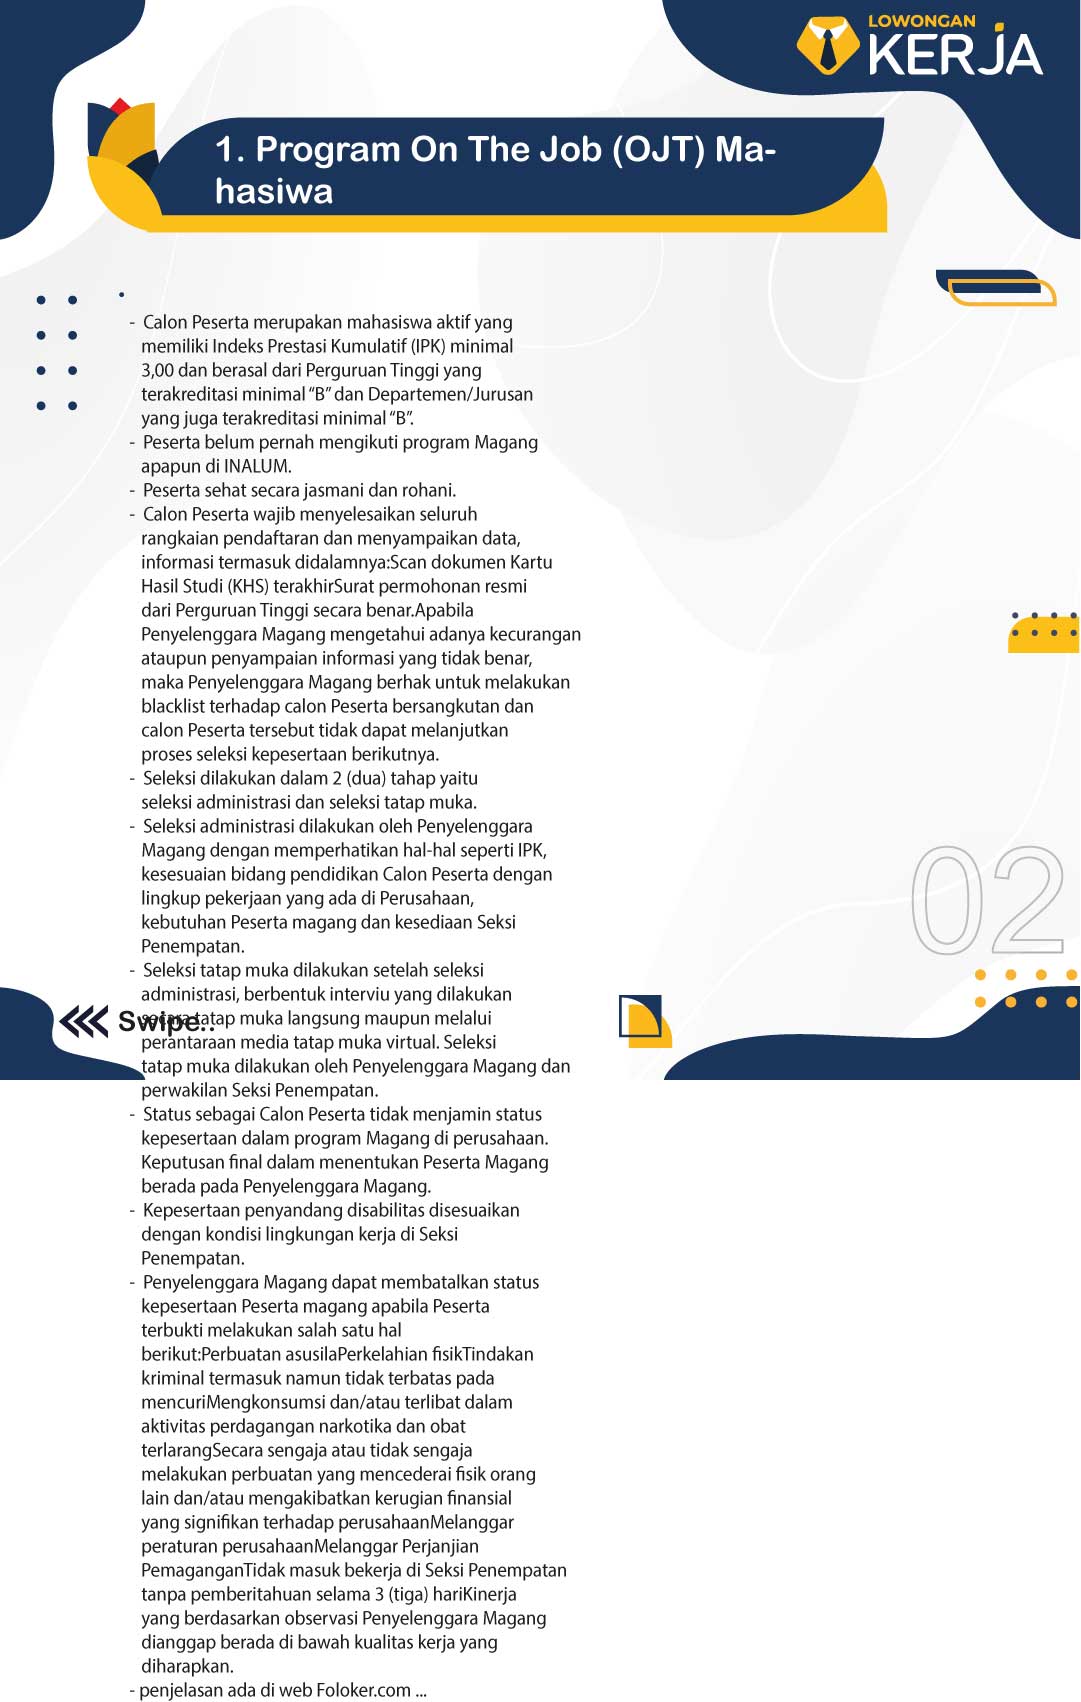 LOWONGAN
KERJA
1. Program On The Job (OJT) Ma-
hasiwa
- Calon Peserta merupakan mahasiswa aktif yang
memiliki Indeks Prestasi Kumulatif (IPK) minimal
3,00 dan berasal dari Perguruan Tinggi yang
terakreditasi minimal “B” dan Departemen/Jurusan
yang juga terakreditasi minimal “B”.
- Peserta belum pernah mengikuti program Magang
apapun di INALUM.
- Peserta sehat secara jasmani dan rohani.
- Calon Peserta wajib menyelesaikan seluruh
rangkaian pendaftaran dan menyampaikan data,
informasi termasuk didalamnya:Scan dokumen Kartu
Hasil Studi (KHS) terakhirSurat permohonan resmi
dari Perguruan Tinggi secara benar.Apabila
Penyelenggara Magang mengetahui adanya kecurangan
ataupun penyampaian informasi yang tidak benar,
maka Penyelenggara Magang berhak untuk melakukan
blacklist terhadap calon Peserta bersangkutan dan
calon Peserta tersebut tidak dapat melanjutkan
proses seleksi kepesertaan berikutnya.
- Seleksi dilakukan dalam 2 (dua) tahap yaitu
seleksi administrasi dan seleksi tatap muka.
- Seleksi administrasi dilakukan oleh Penyelenggara
Magang dengan memperhatikan hal-hal seperti IPK,
kesesuaian bidang pendidikan Calon Peserta dengan
lingkup pekerjaan yang ada di Perusahaan,
kebutuhan Peserta magang dan kesediaan Seksi
Penempatan.
- Seleksi tatap muka dilakukan setelah seleksi
administrasi, berbentuk interviu yang dilakukan
secara tatap muka langsung maupun melalui
perantaraan media tatap muka virtual. Seleksi
tatap muka dilakukan oleh Penyelenggara Magang dan
perwakilan Seksi Penempatan.
- Status sebagai Calon Peserta tidak menjamin status
kepesertaan dalam program Magang di perusahaan.
Keputusan final dalam menentukan Peserta Magang
berada pada Penyelenggara Magang.
- Kepesertaan penyandang disabilitas disesuaikan
dengan kondisi lingkungan kerja di Seksi
Penempatan.
- Penyelenggara Magang dapat membatalkan status
kepesertaan Peserta magang apabila Peserta
terbukti melakukan salah satu hal
berikut:Perbuatan asusilaPerkelahian fisikTindakan
kriminal termasuk namun tidak terbatas pada
mencuriMengkonsumsi dan/atau terlibat dalam
aktivitas perdagangan narkotika dan obat
terlarangSecara sengaja atau tidak sengaja
melakukan perbuatan yang mencederai fisik orang
lain dan/atau mengakibatkan kerugian finansial
yang signifikan terhadap perusahaanMelanggar
peraturan perusahaanMelanggar Perjanjian
PemaganganTidak masuk bekerja di Seksi Penempatan
tanpa pemberitahuan selama 3 (tiga) hariKinerja
yang berdasarkan observasi Penyelenggara Magang
dianggap berada di bawah kualitas kerja yang
diharapkan.
- penjelasan ada di web Foloker.com ...
02
Swipe..